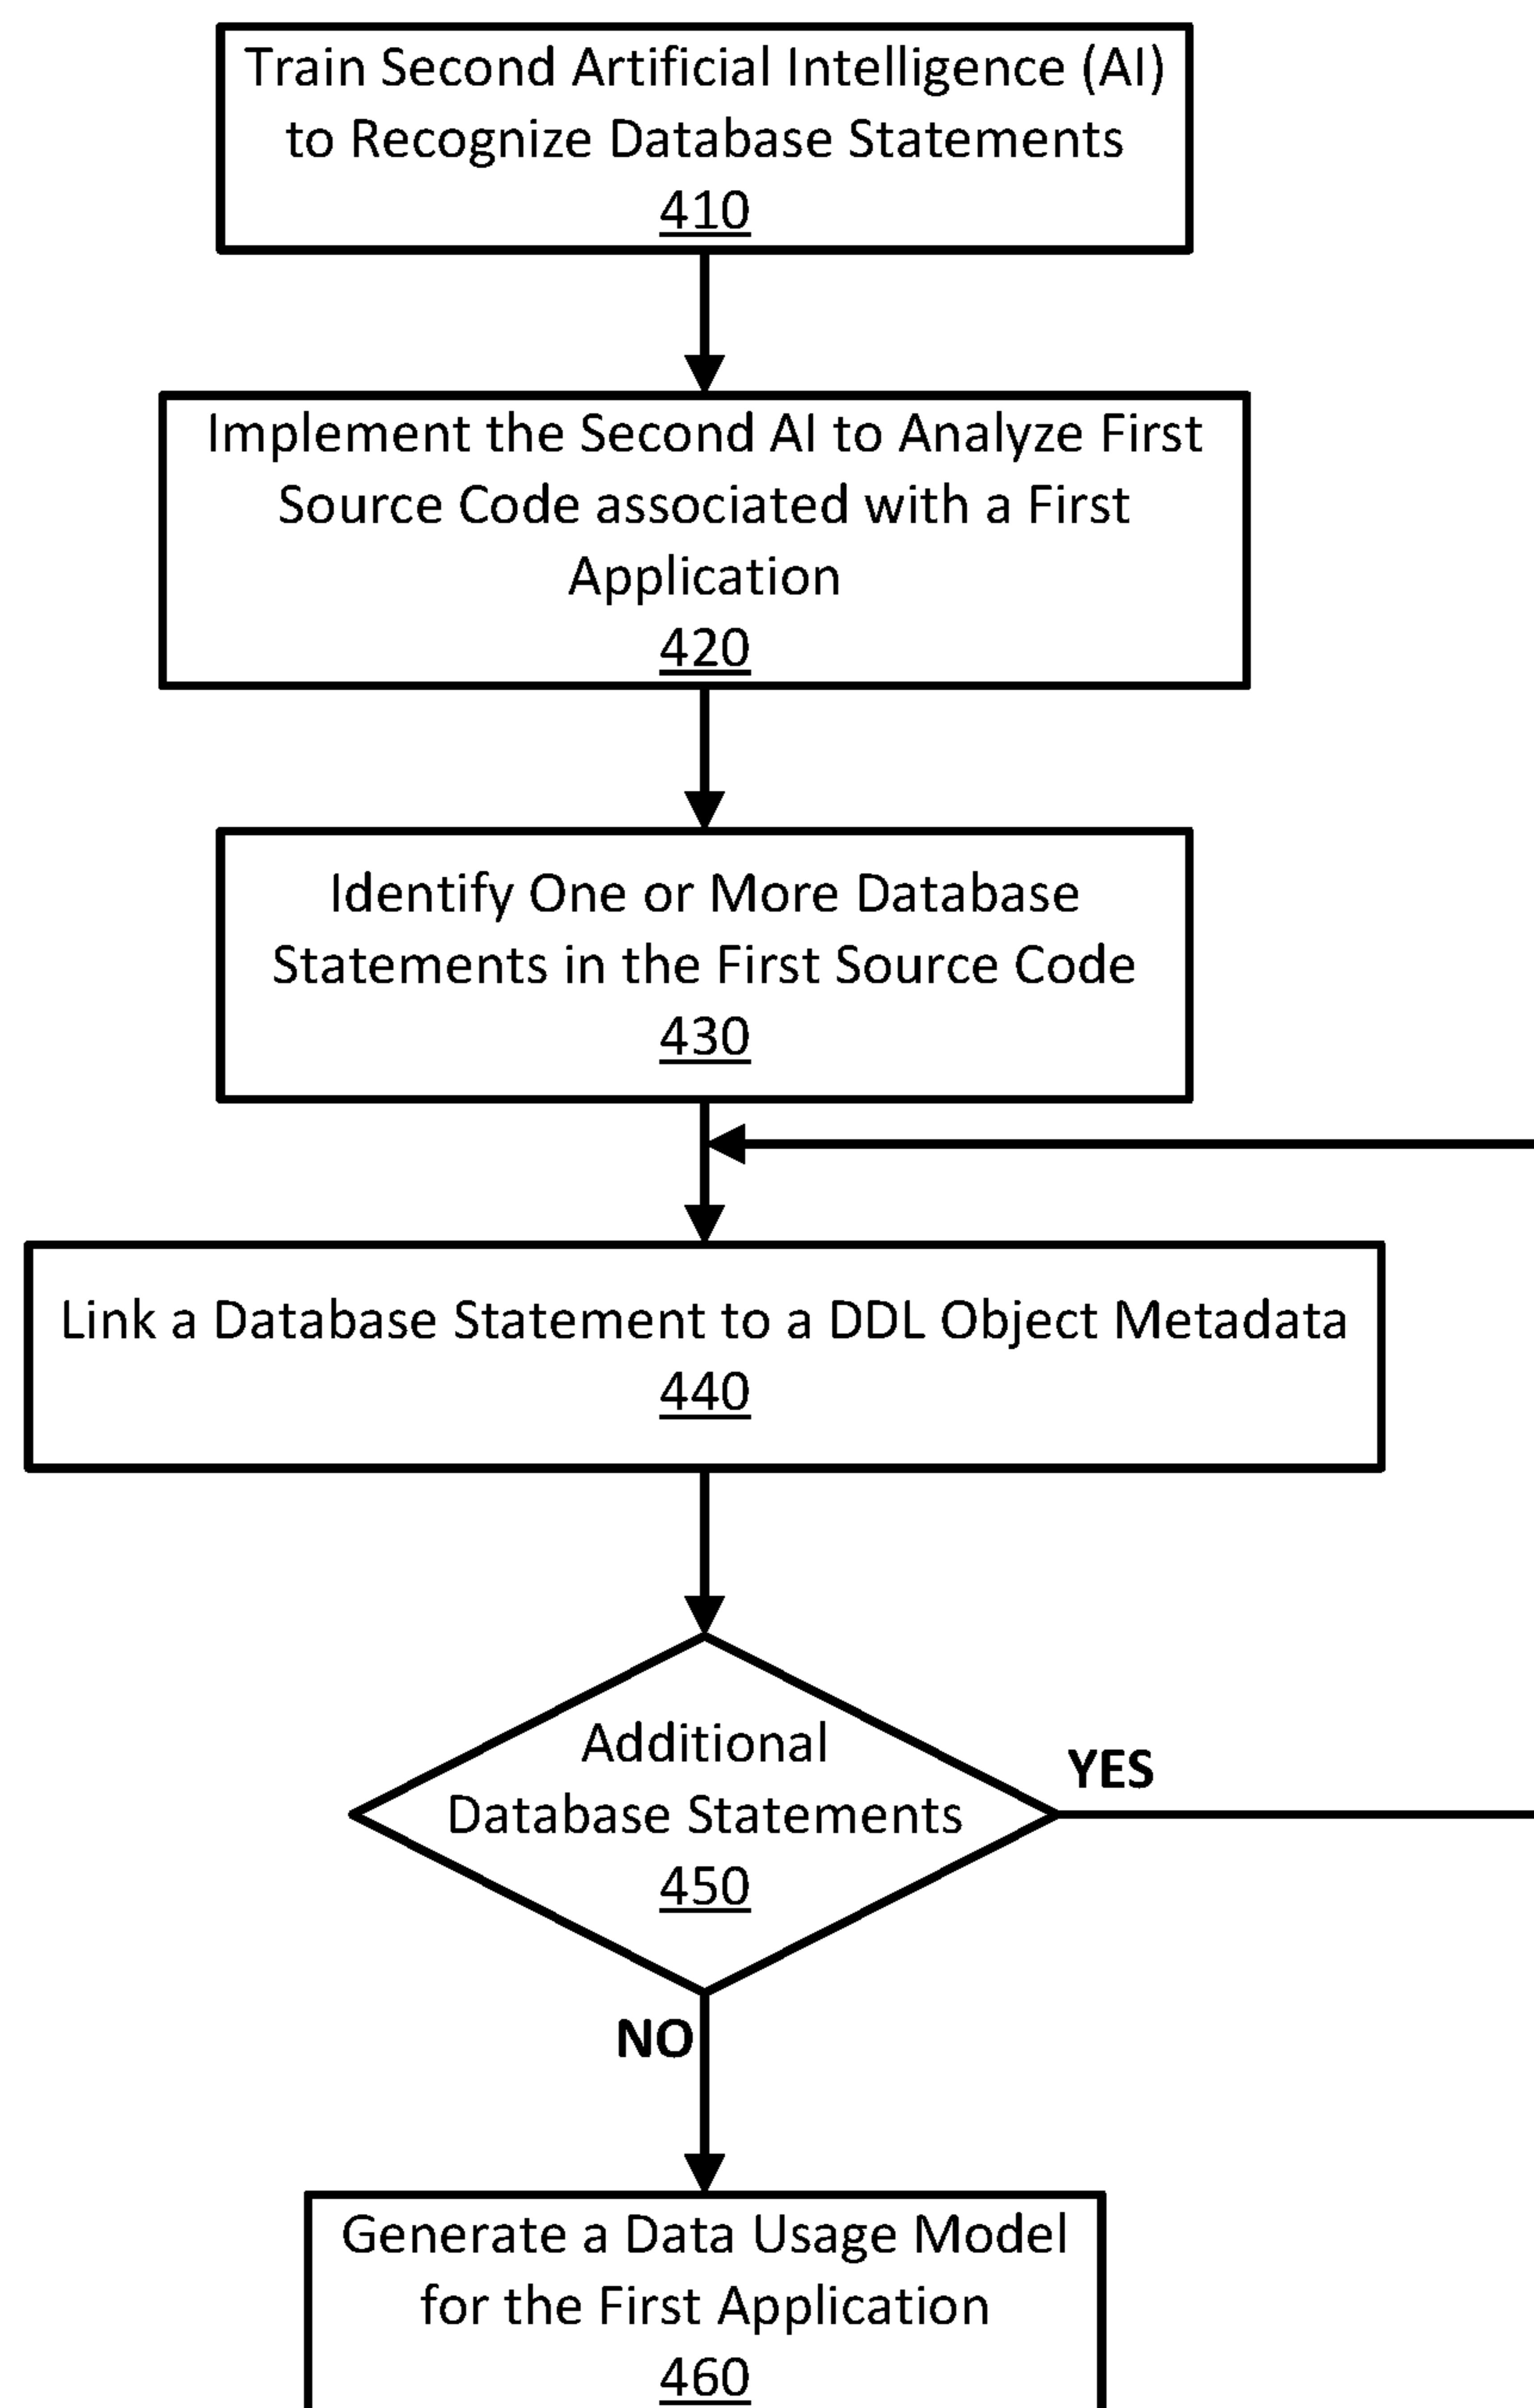 Train Second Artificial Intelligence (AI)
to Recognize Database Statements
410
Implement the Second AI to Analyze First
Source Code associated with a First
Application
420
Identify One or More Database
Statements in the First Source Code
430
Link a Database Statement to a DDL Object Metadata
440
Additional
Database Statements
450
YES
NO
Generate a Data Usage Model
for the First Application
460